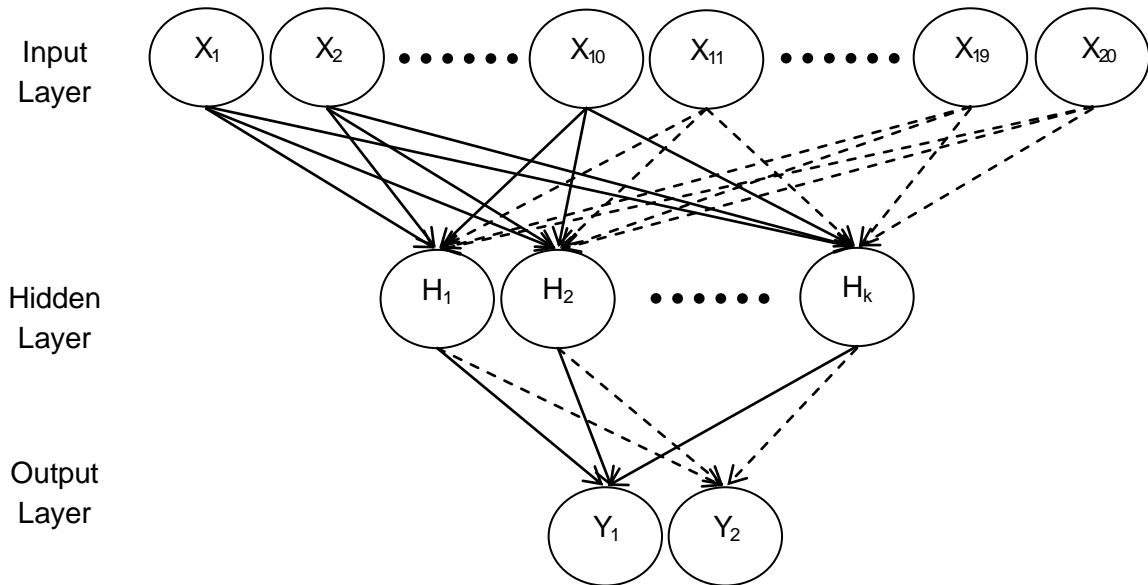 Input
Layer
X₁ X₂ X₁₀ X₁₁ X₁₉ X₂₀
Hidden
Layer
H₁ H₂ Hₖ
Output
Layer
Y₁ Y₂